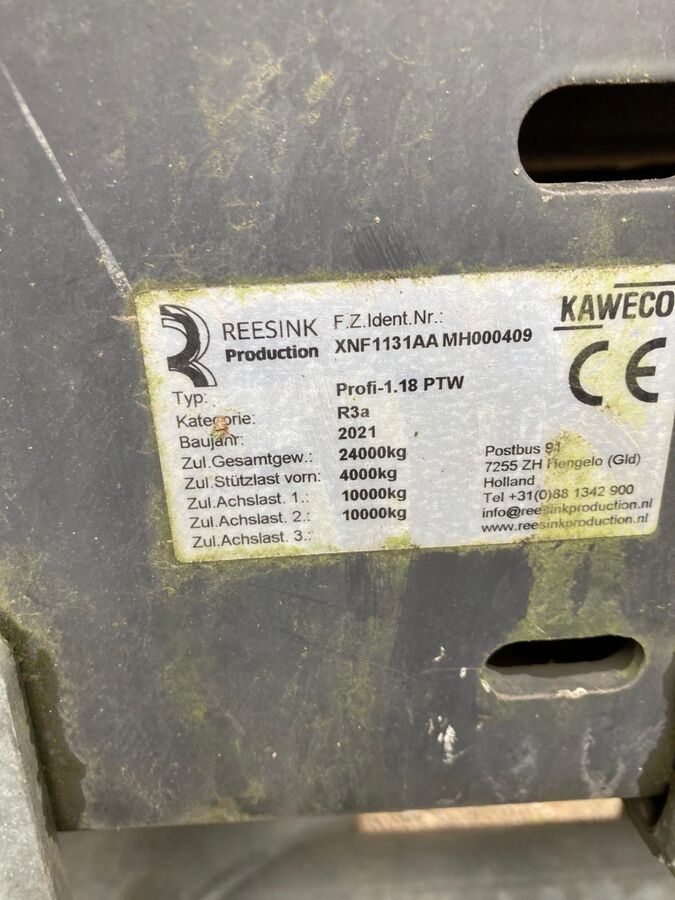 REESINK
Production
F.Z.Ident.Nr.:
XNF1131AA MH000409
KAWECO
CE
Typ: Profi-1.18 PTW
Kategorie: R3a
Baujahr: 2021
Zul.Gesamtgew.: 24000kg
Zul.Stützlast vorn: 4000kg
Zul.Achslast. 1.: 10000kg
Zul.Achslast. 2.: 10000kg
Zul.Achslast. 3.:
Postbus 91
7255 ZH Hengelo (Gld)
Holland
Tel +31(0)88 1342 900
info@reesinkproduction.nl
www.reesinkproduction.nl